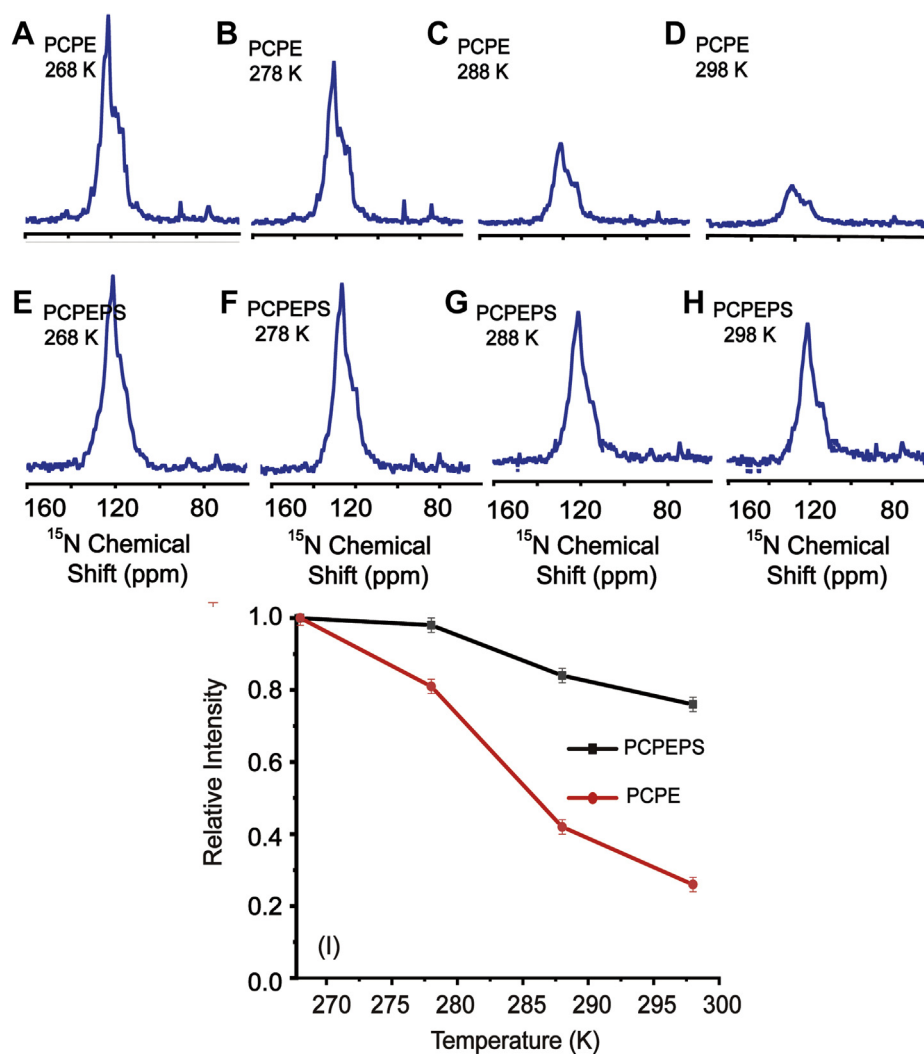 A
PCPE
268 K
B
PCPE
278 K
C
PCPE
288 K
D
PCPE
298 K
E
PCPEPS
268 K
F
PCPEPS
278 K
G
PCPEPS
288 K
H
PCPEPS
298 K
160 120 80
160 120 80
160 120 80
160 120 80
15N Chemical
Shift (ppm)
15N Chemical
Shift (ppm)
15N Chemical
Shift (ppm)
15N Chemical
Shift (ppm)
1.0
0.8
0.6
0.4
0.2
0.0
Relative Intensity
PCPEPS
PCPE
(I)
270 275 280 285 290 295 300
Temperature (K)